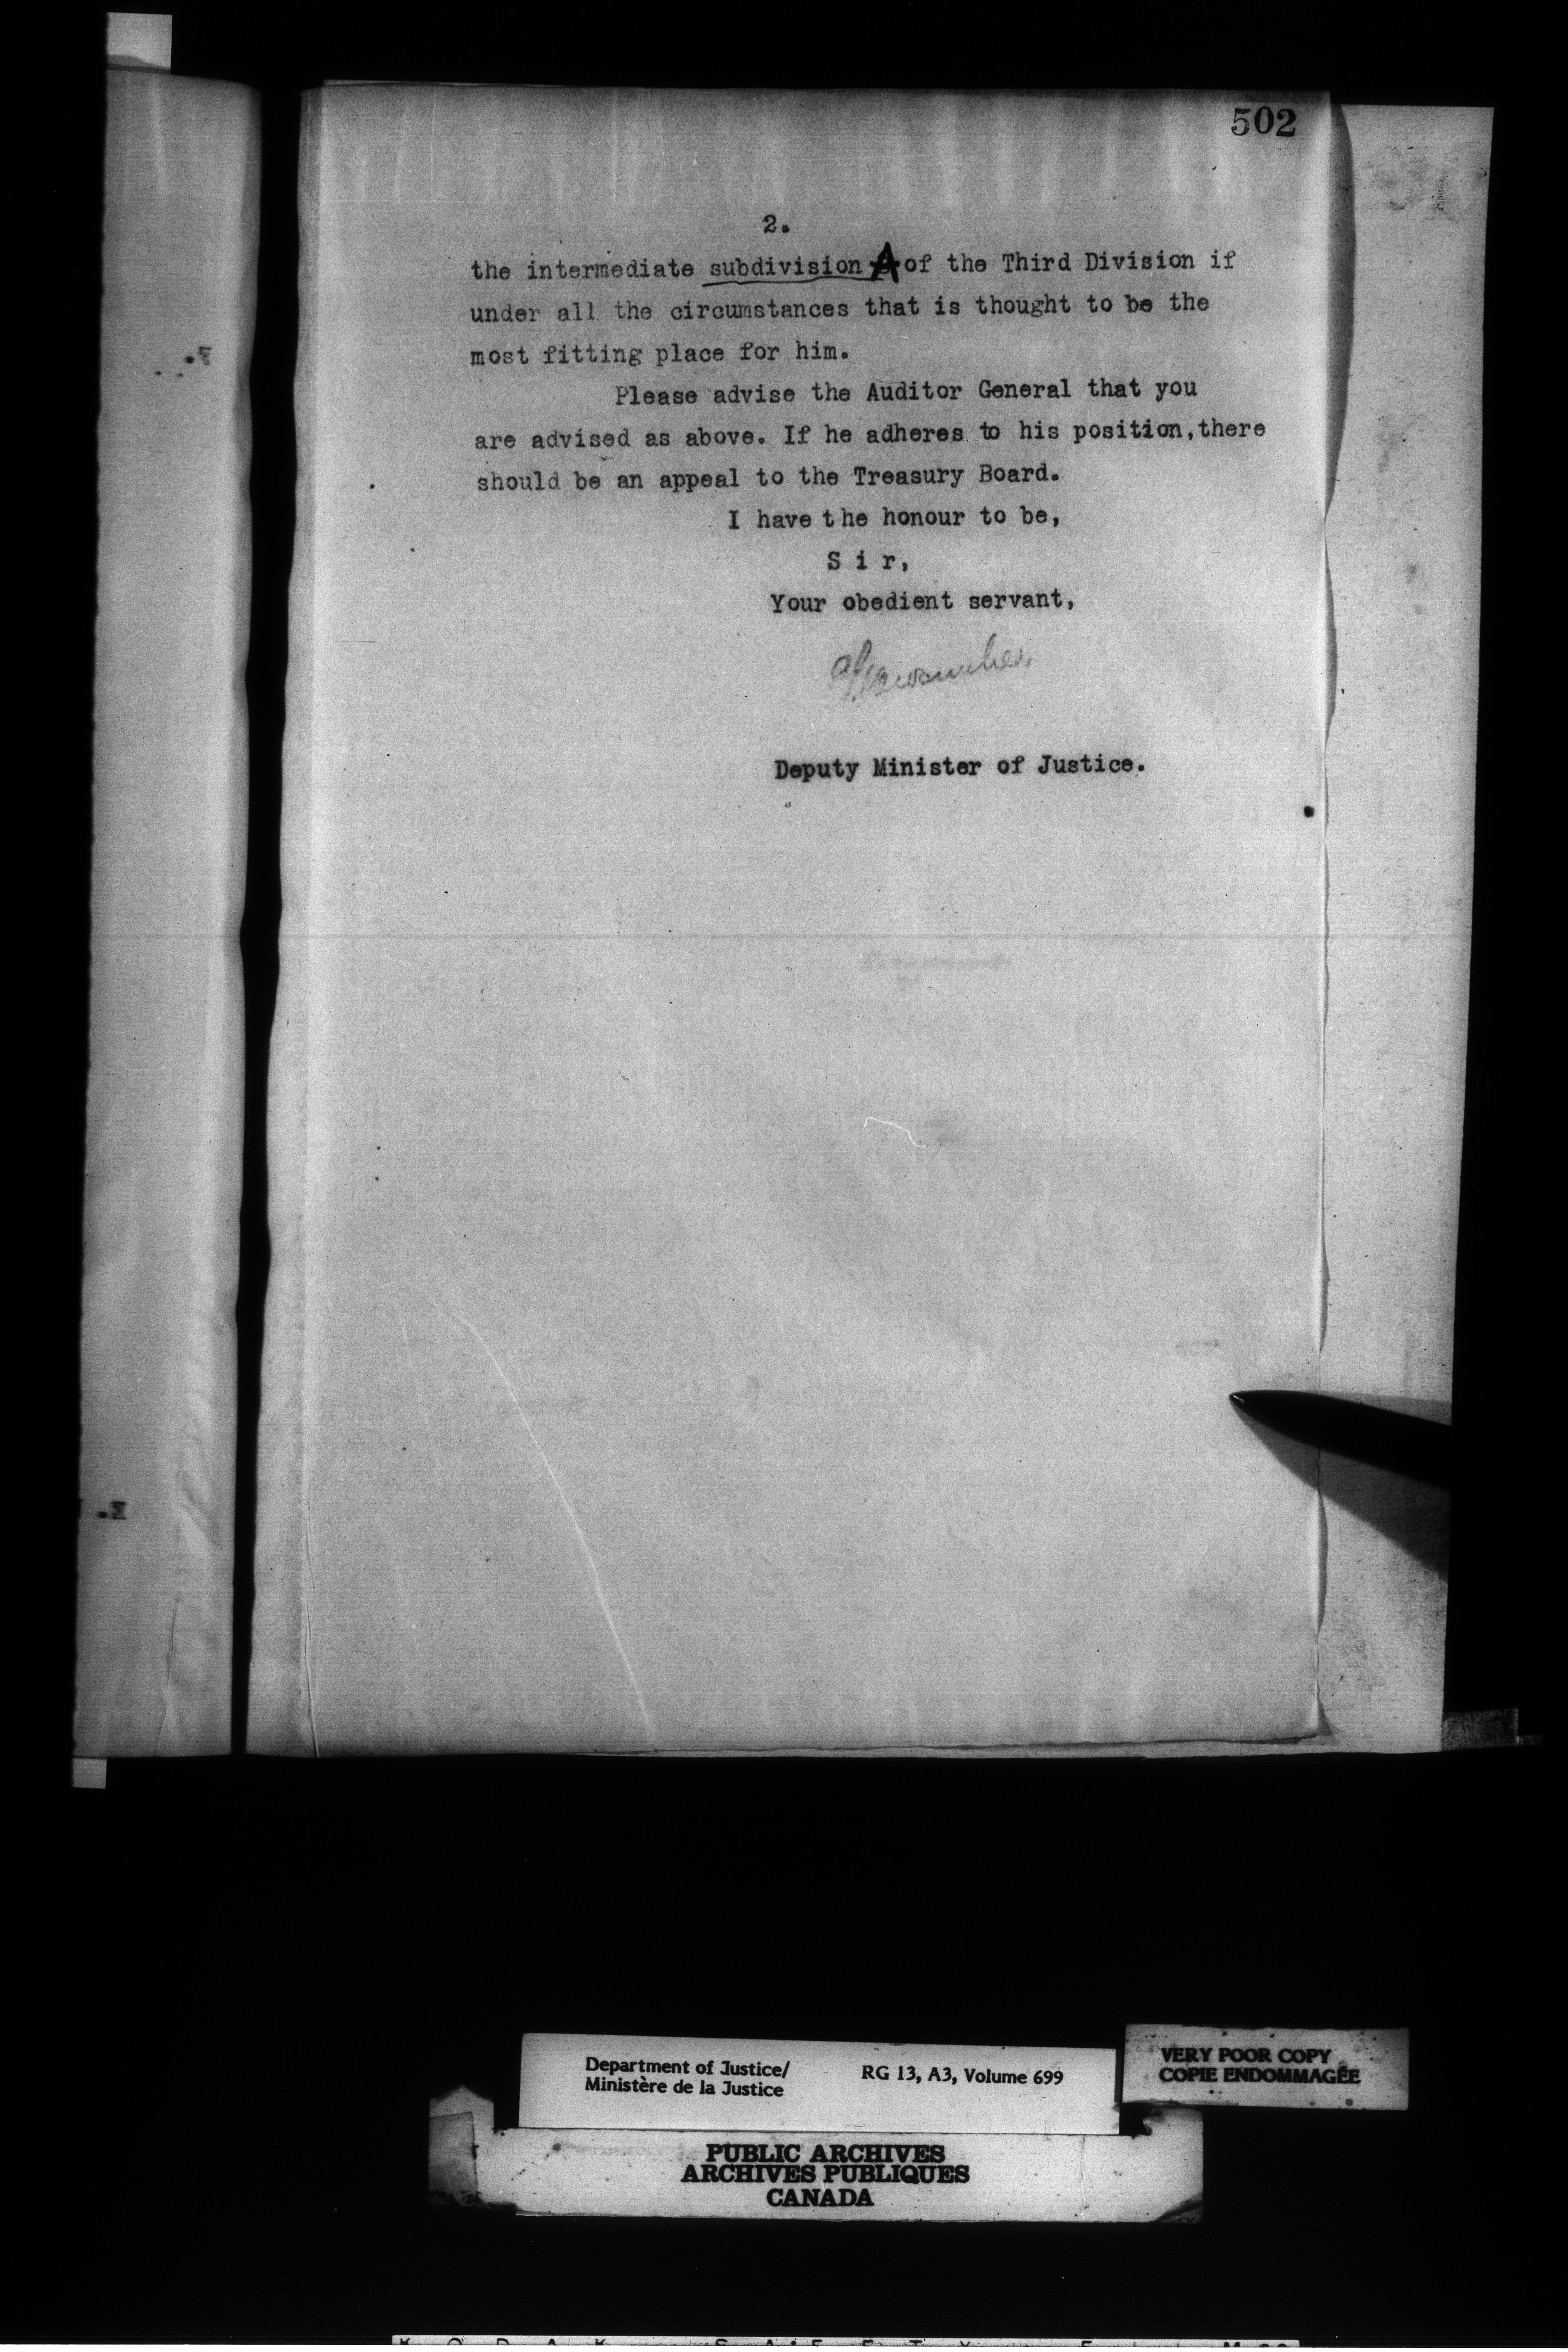 502
2.
the intermediate subdivision A of the Third Division if
under all the circumstances that is thought to be the
most fitting place for him.
Please advise the Auditor General that you
are advised as above. If he adheres to his position,there
should be an appeal to the Treasury Board.
I have the honour to be,
S i r,
Your obedient servant,
Deputy Minister of Justice.
Department of Justice/
Ministère de la Justice
RG 13, A3, Volume 699
VERY POOR COPY
COPIE ENDOMMAGÉE
PUBLIC ARCHIVES
ARCHIVES PUBLIQUES
CANADA